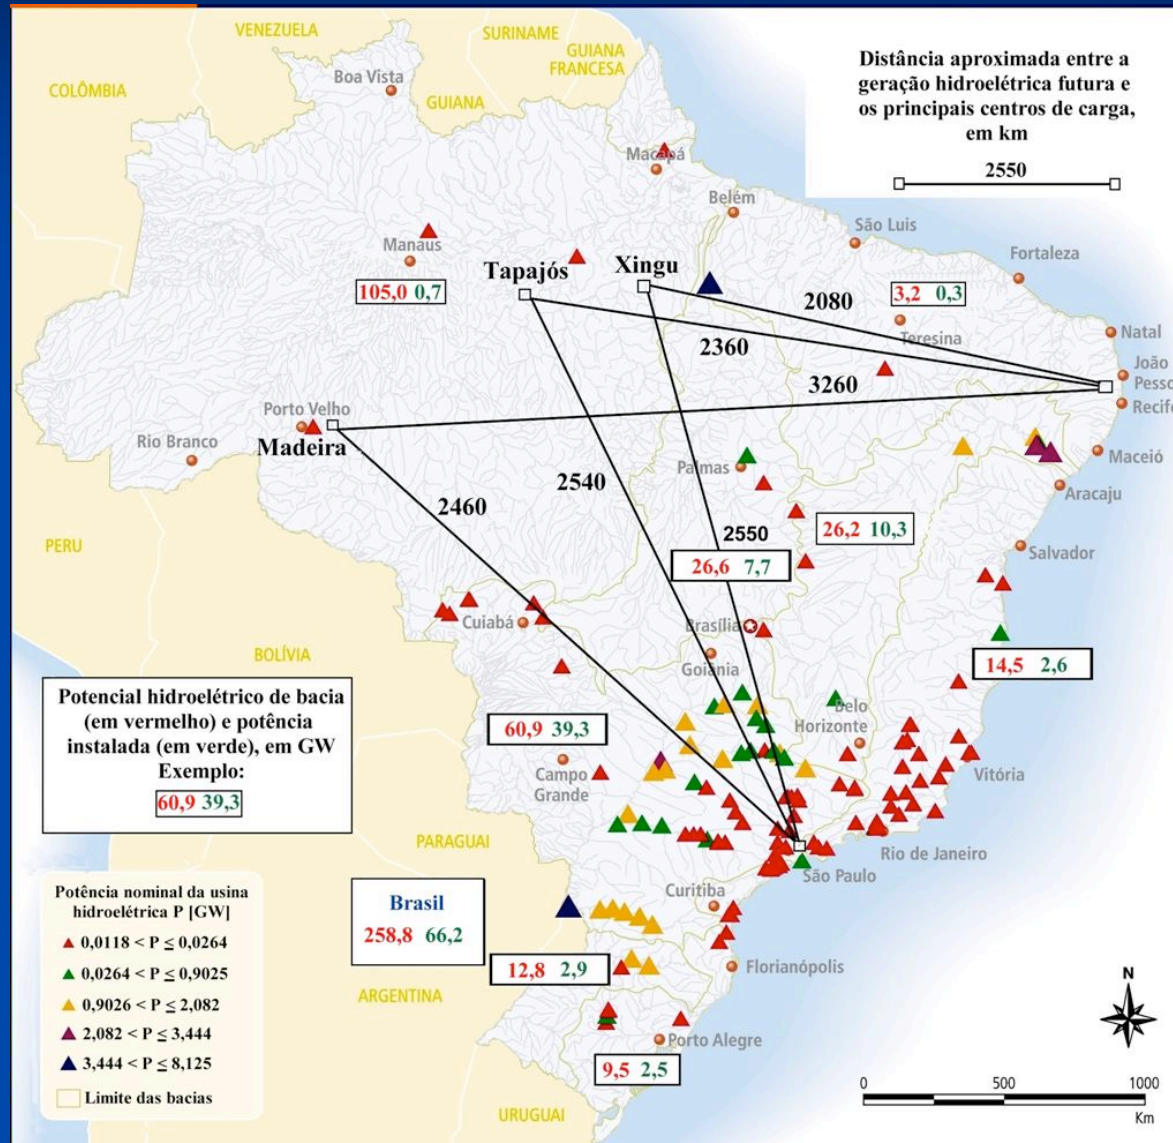 VENEZUELA
SURINAME
GUIANA
FRANCESA
COLÔMBIA
Boa Vista
GUIANA
Distância aproximada entre a
geração hidroelétrica futura e
os principais centros de carga,
em km
2550
Macapá
Belém
São Luis
Manaus
Fortaleza
Tapajós
Xingu
105,0 0,7
2080
3,2 0,3
Teresina
Natal
2360
João
Pesso
3260
Recife
Porto Velho
Madeira
Rio Branco
Palmas
Maceió
2540
2460
Aracaju
PERU
2550
26,2 10,3
Salvador
26,6 7,7
Cuiabá
Brasília
BOLÍVIA
Goiânia
14,5 2,6
Potencial hidroelétrico de bacia
(em vermelho) e potência
instalada (em verde), em GW
Exemplo:
60,9 39,3
60,9 39,3
Belo
Horizonte
Campo
Grande
Vitória
PARAGUAI
Rio de Janeiro
São Paulo
Potência nominal da usina
hidroelétrica P [GW]
0,0118 < P ≤ 0,0264
0,0264 < P ≤ 0,9025
0,9026 < P ≤ 2,082
2,082 < P ≤ 3,444
3,444 < P ≤ 8,125
Limite das bacias
Curitiba
Brasil
258,8 66,2
12,8 2,9
Florianópolis
ARGENTINA
N
Porto Alegre
9,5 2,5
0 500 1000
Km
URUGUAI